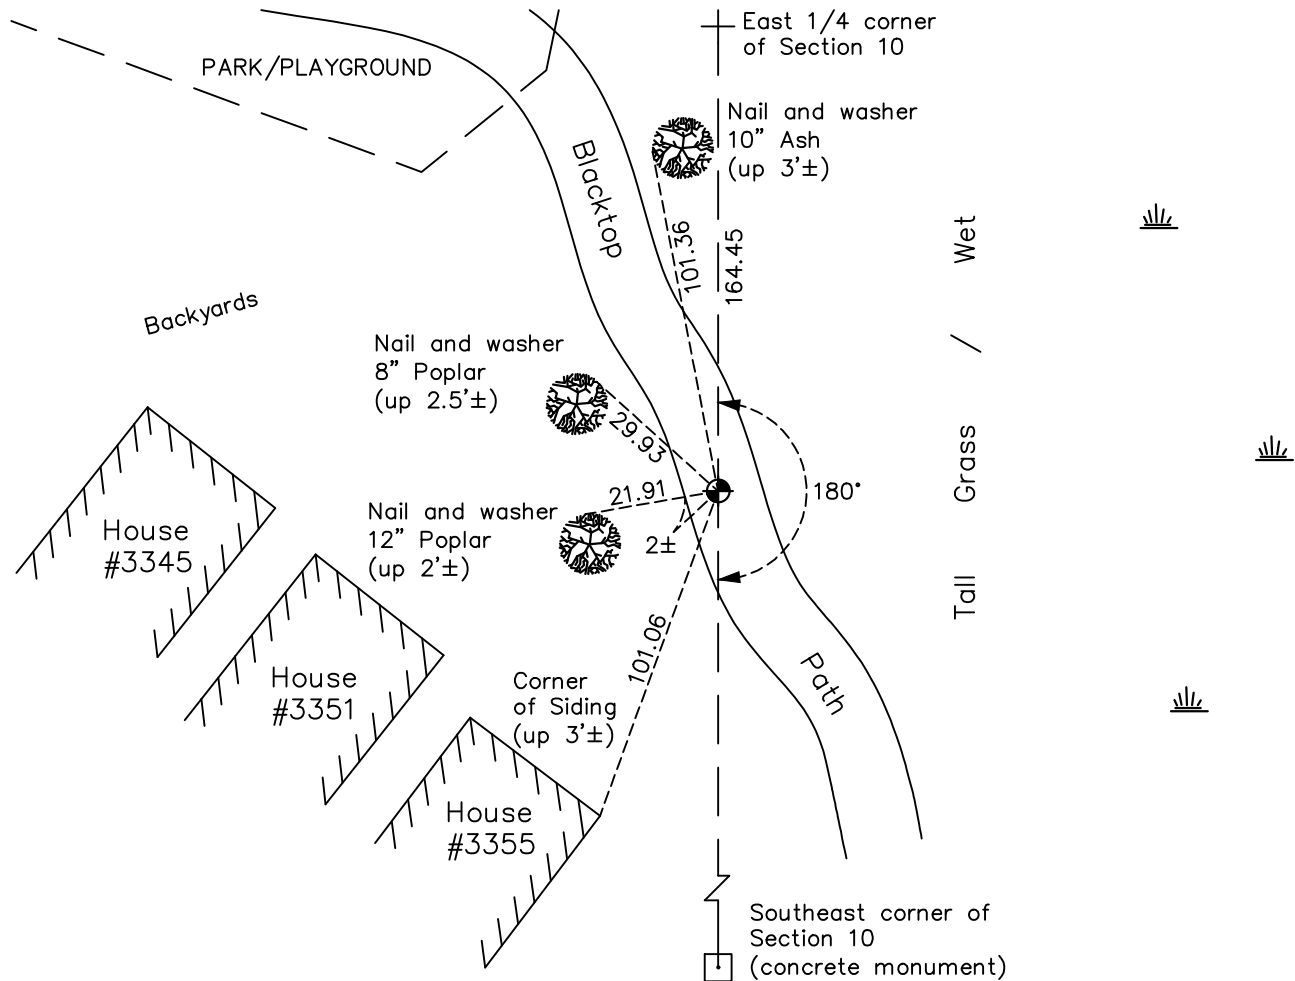 East 1/4 corner
of Section 10
PARK/PLAYGROUND
Nail and washer
10" Ash
(up 3'±)
Blacktop
101.36
164.45
Wet
/
Grass
Tall
Backyards
Nail and washer
8" Poplar
(up 2.5'±)
29.93
180°
21.91
2±
Nail and washer
12" Poplar
(up 2'±)
House
#3345
101.06
House
#3351
Corner
of Siding
(up 3'±)
Path
House
#3355
Southeast corner of
Section 10
(concrete monument)